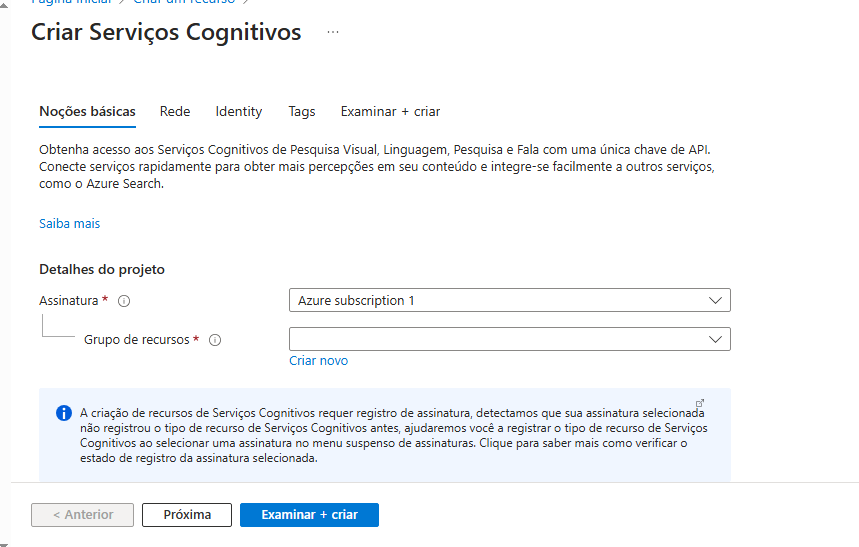 Página inicial > Criar um recurso >
Criar Serviços Cognitivos ...
Noções básicas Rede Identity Tags Examinar + criar
Obtenha acesso aos Serviços Cognitivos de Pesquisa Visual, Linguagem, Pesquisa e Fala com uma única chave de API.
Conecte serviços rapidamente para obter mais percepções em seu conteúdo e integre-se facilmente a outros serviços,
como o Azure Search.
Saiba mais
Detalhes do projeto
Assinatura *
Azure subscription 1
Grupo de recursos *
Criar novo
A criação de recursos de Serviços Cognitivos requer registro de assinatura, detectamos que sua assinatura selecionada
não registrou o tipo de recurso de Serviços Cognitivos antes, ajudaremos você a registrar o tipo de recurso de Serviços
Cognitivos ao selecionar uma assinatura no menu suspenso de assinaturas. Clique para saber mais como verificar o
estado de registro da assinatura selecionada.
< Anterior Próxima Examinar + criar